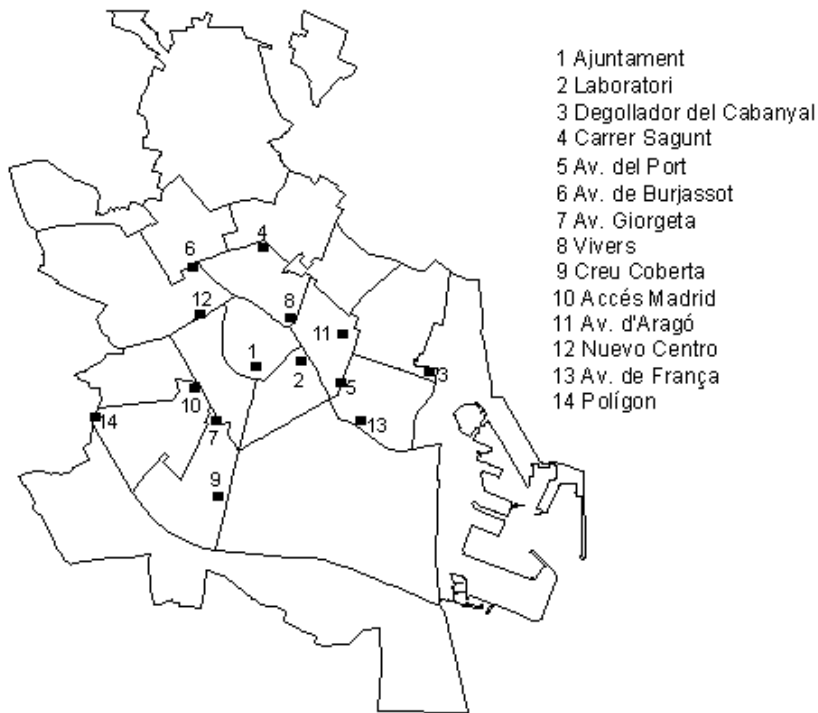 1 Ajuntament
2 Laboratori
3 Degollador del Cabanyal
4 Carrer Sagunt
5 Av. del Port
6 Av. de Burjassot
7 Av. Giorgeta
8 Vivers
9 Creu Coberta
10 Accés Madrid
11 Av. d'Aragó
12 Nuevo Centro
13 Av. de França
14 Polígon
4
6
12
8
11
1
2
3
5
10
14
7
13
9